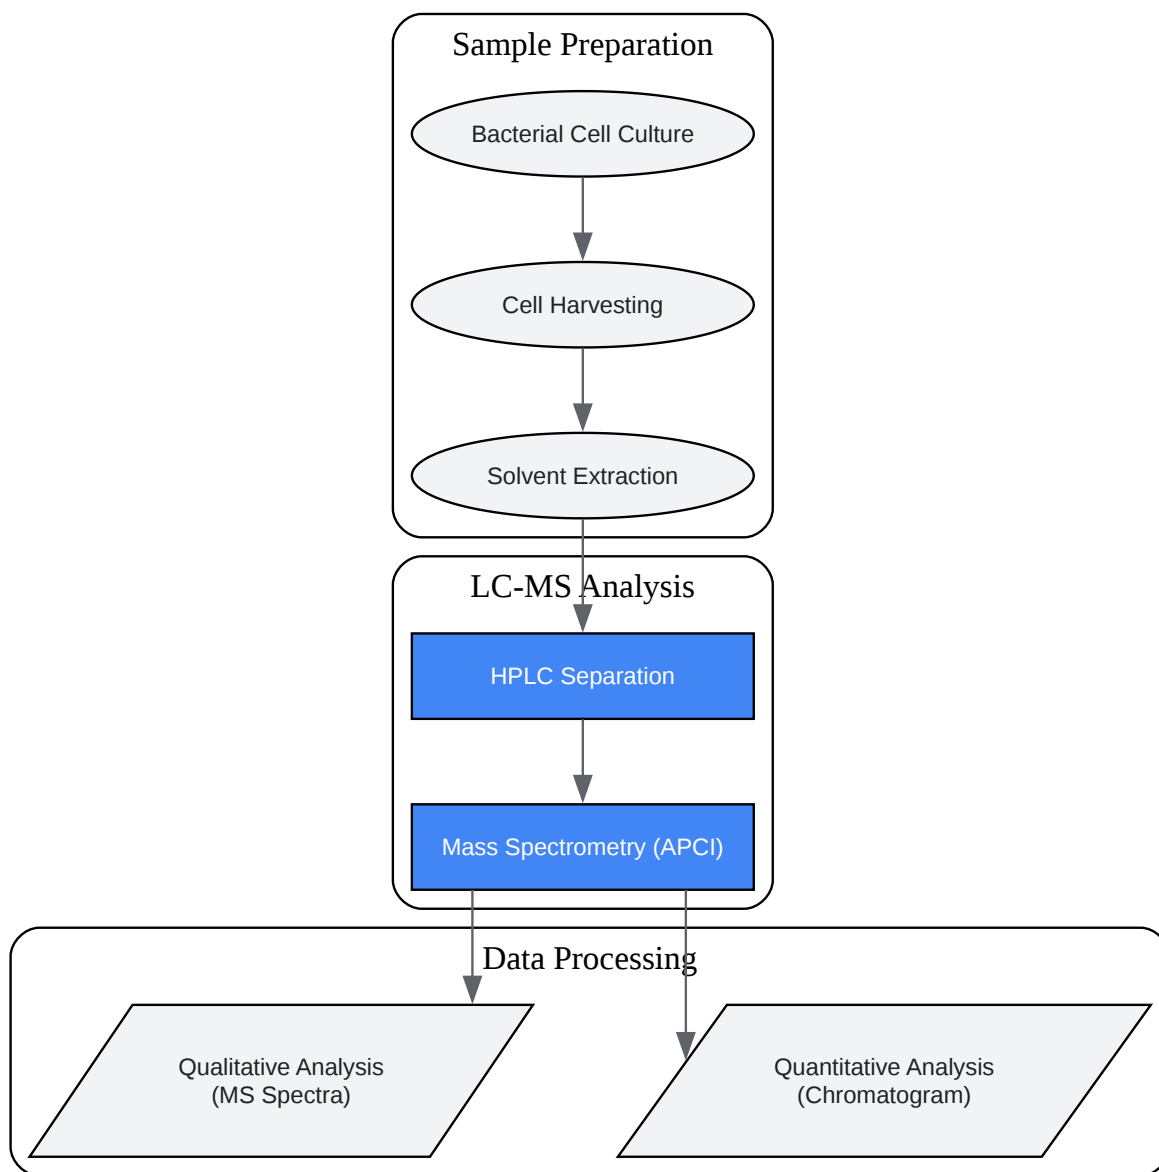 Sample Preparation
Bacterial Cell Culture
Cell Harvesting
Solvent Extraction
LC-MS Analysis
HPLC Separation
Mass Spectrometry (APCI)
Data Processing
Qualitative Analysis
(MS Spectra)
Quantitative Analysis
(Chromatogram)